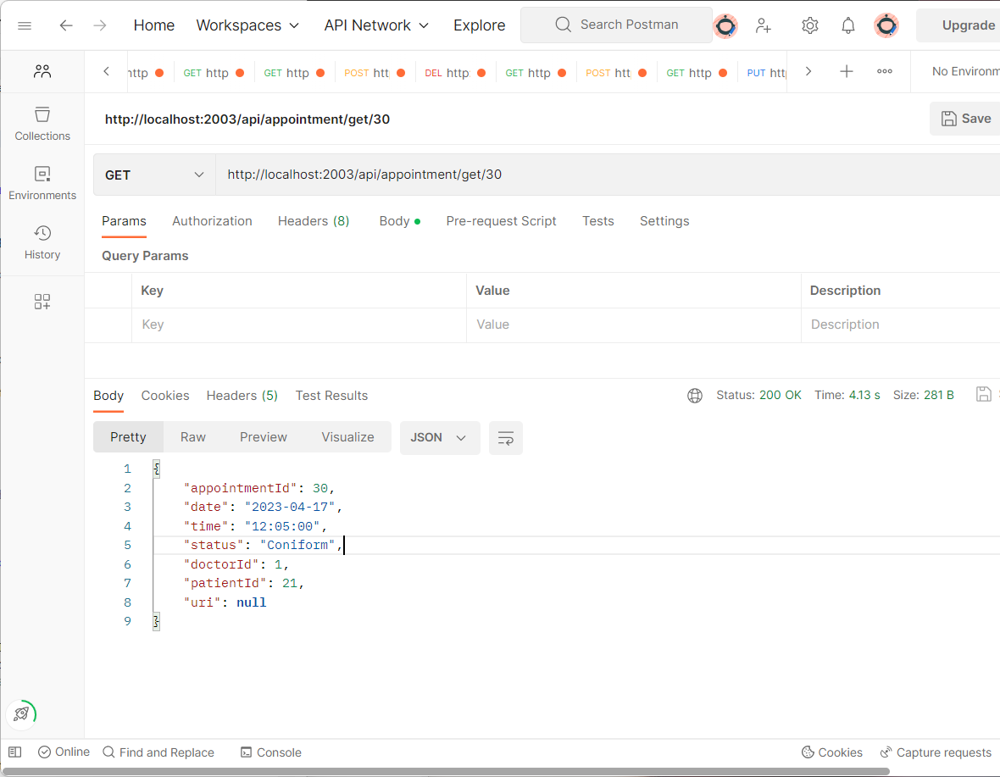 Home Workspaces API Network Explore Search Postman Upgrade
http GET http GET http POST htt DEL http GET http POST htt GET http PUT htt No Environm
http://localhost:2003/api/appointment/get/30 Save
Collections
GET http://localhost:2003/api/appointment/get/30
Environments
Params Authorization Headers (8) Body Pre-request Script Tests Settings
History
Query Params
Key Value Description
Key Value Description
Body Cookies Headers (5) Test Results Status: 200 OK Time: 4.13 s Size: 281 B
Pretty Raw Preview Visualize JSON
1 {
2 "appointmentId": 30,
3 "date": "2023-04-17",
4 "time": "12:05:00",
5 "status": "Coniform",
6 "doctorId": 1,
7 "patientId": 21,
8 "uri": null
9 }
Online Find and Replace Console Cookies Capture requests